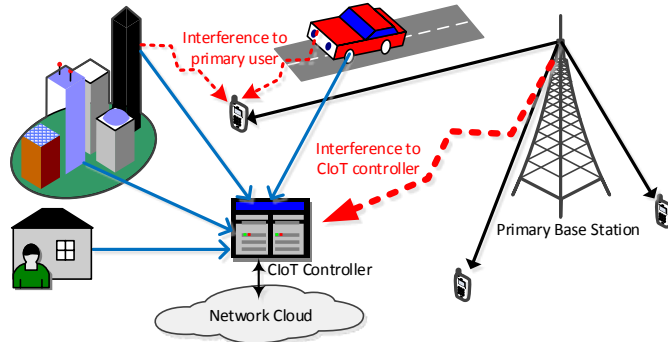 Interference to
primary user
Interference to
CIoT controller
Primary Base Station
CIoT Controller
Network Cloud